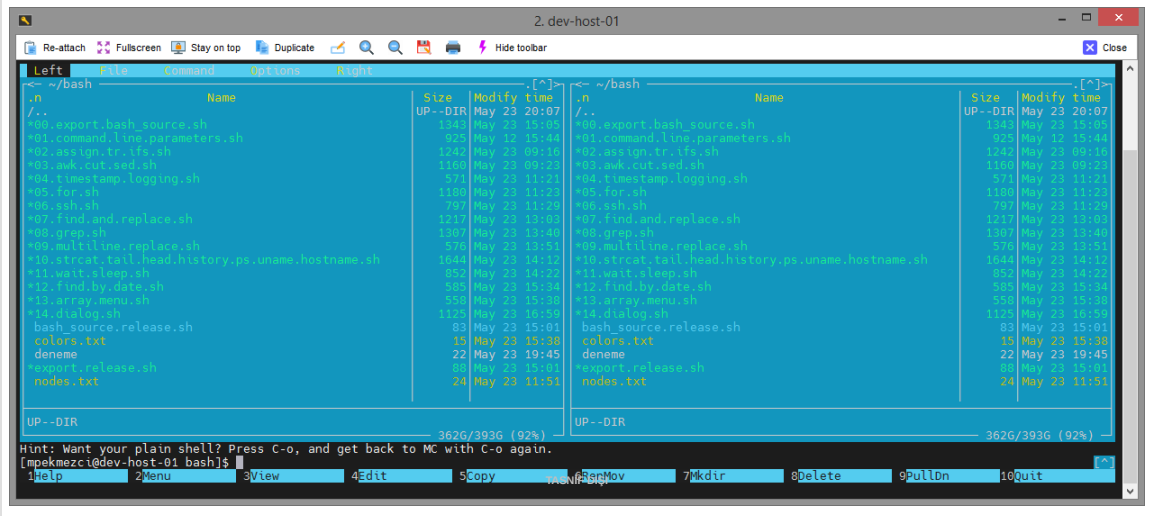 2. dev-host-01
Re-attach Fullscreen Stay on top Duplicate Hide toolbar Close
Left File Command Options Right
<─ ~/bash .[^]> <─ ~/bash .[^]>
.n Name Size Modify time .n Name Size Modify time
/.. UP--DIR May 23 20:07 /.. UP--DIR May 23 20:07
*00.export.bash_source.sh 1343 May 23 15:05 *00.export.bash_source.sh 1343 May 23 15:05
*01.command.line.parameters.sh 925 May 12 15:44 *01.command.line.parameters.sh 925 May 12 15:44
*02.assign.tr.ifs.sh 1242 May 23 09:16 *02.assign.tr.ifs.sh 1242 May 23 09:16
*03.awk.cut.sed.sh 1160 May 23 09:23 *03.awk.cut.sed.sh 1160 May 23 09:23
*04.timestamp.logging.sh 571 May 23 11:21 *04.timestamp.logging.sh 571 May 23 11:21
*05.for.sh 1180 May 23 11:23 *05.for.sh 1180 May 23 11:23
*06.ssh.sh 797 May 23 11:29 *06.ssh.sh 797 May 23 11:29
*07.find.and.replace.sh 1217 May 23 13:03 *07.find.and.replace.sh 1217 May 23 13:03
*08.grep.sh 1307 May 23 13:40 *08.grep.sh 1307 May 23 13:40
*09.multiline.replace.sh 576 May 23 13:51 *09.multiline.replace.sh 576 May 23 13:51
*10.strcat.tail.head.history.ps.uname.hostname.sh 1644 May 23 14:12 *10.strcat.tail.head.history.ps.uname.hostname.sh 1644 May 23 14:12
*11.wait.sleep.sh 852 May 23 14:22 *11.wait.sleep.sh 852 May 23 14:22
*12.find.by.date.sh 585 May 23 15:34 *12.find.by.date.sh 585 May 23 15:34
*13.array.menu.sh 558 May 23 15:38 *13.array.menu.sh 558 May 23 15:38
*14.dialog.sh 1125 May 23 16:59 *14.dialog.sh 1125 May 23 16:59
bash_source.release.sh 83 May 23 15:01 bash_source.release.sh 83 May 23 15:01
colors.txt 15 May 23 15:38 colors.txt 15 May 23 15:38
deneme 22 May 23 19:45 deneme 22 May 23 19:45
*export.release.sh 88 May 23 15:01 *export.release.sh 88 May 23 15:01
nodes.txt 24 May 23 11:51 nodes.txt 24 May 23 11:51
UP--DIR UP--DIR
362G/393G (92%) 362G/393G (92%)
Hint: Want your plain shell? Press C-o, and get back to MC with C-o again.
[mpekmezci@dev-host-01 bash]$ [^]
1Help 2Menu 3View 4Edit 5Copy 6RenMov 7Mkdir 8Delete 9PullDn 10Quit
TASNİF DIŞI